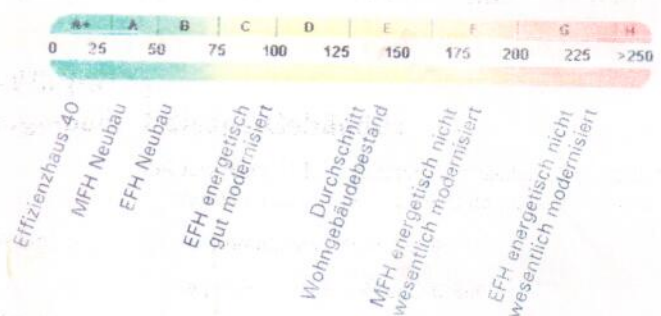 A+ A B C D E F G H
0 25 50 75 100 125 150 175 200 225 >250
Effizienzhaus 40
MFH Neubau
EFH Neubau
EFH energetisch
gut modernisiert
Durchschnitt
Wohngebäudebestand
MFH energetisch nicht
wesentlich modernisiert
EFH energetisch nicht
wesentlich modernisiert